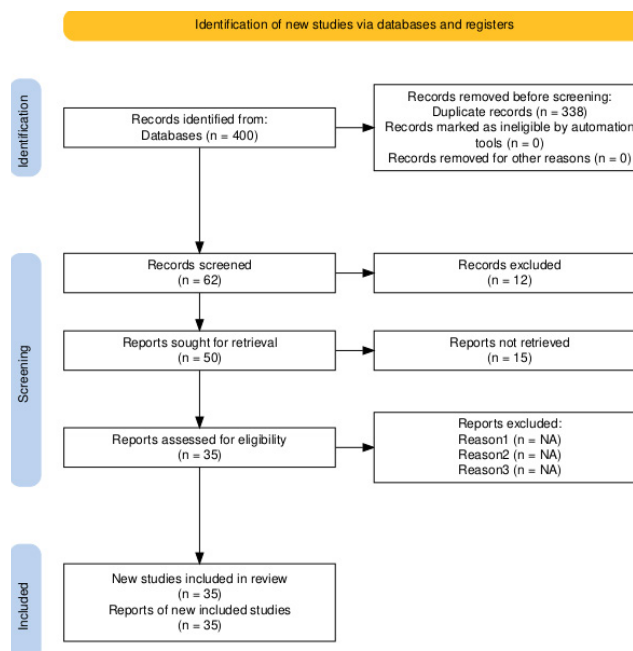 Identification of new studies via databases and registers
Identification
Records identified from:
Databases (n = 400)
Records removed before screening:
Duplicate records (n = 338)
Records marked as ineligible by automation
tools (n = 0)
Records removed for other reasons (n = 0)
Screening
Records screened
(n = 62)
Records excluded
(n = 12)
Reports sought for retrieval
(n = 50)
Reports not retrieved
(n = 15)
Reports assessed for eligibility
(n = 35)
Reports excluded:
Reason1 (n = NA)
Reason2 (n = NA)
Reason3 (n = NA)
Included
New studies included in review
(n = 35)
Reports of new included studies
(n = 35)